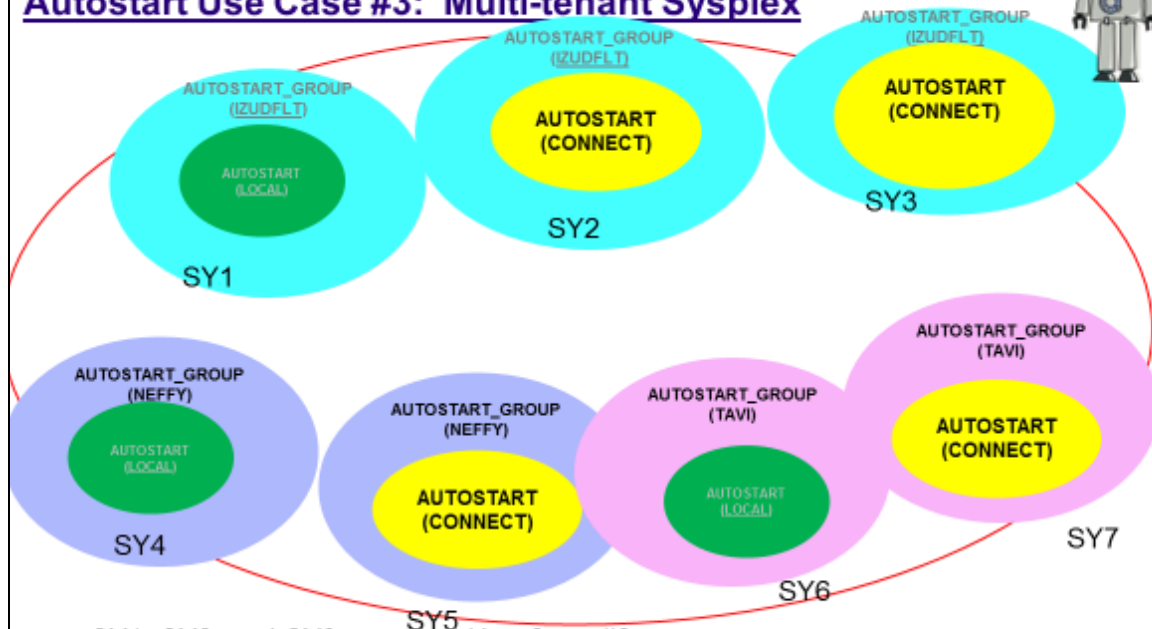 Autostart Use Case #3: Multi-tenant Sysplex
AUTOSTART_GROUP
(IZUDFLT)
AUTOSTART
(LOCAL)
SY1
AUTOSTART_GROUP
(IZUDFLT)
AUTOSTART
(CONNECT)
SY2
AUTOSTART_GROUP
(IZUDFLT)
AUTOSTART
(CONNECT)
SY3
AUTOSTART_GROUP
(NEFFY)
AUTOSTART
(LOCAL)
SY4
AUTOSTART_GROUP
(NEFFY)
AUTOSTART
(CONNECT)
SY5
AUTOSTART_GROUP
(TAVI)
AUTOSTART
(LOCAL)
SY6
AUTOSTART_GROUP
(TAVI)
AUTOSTART
(CONNECT)
SY7